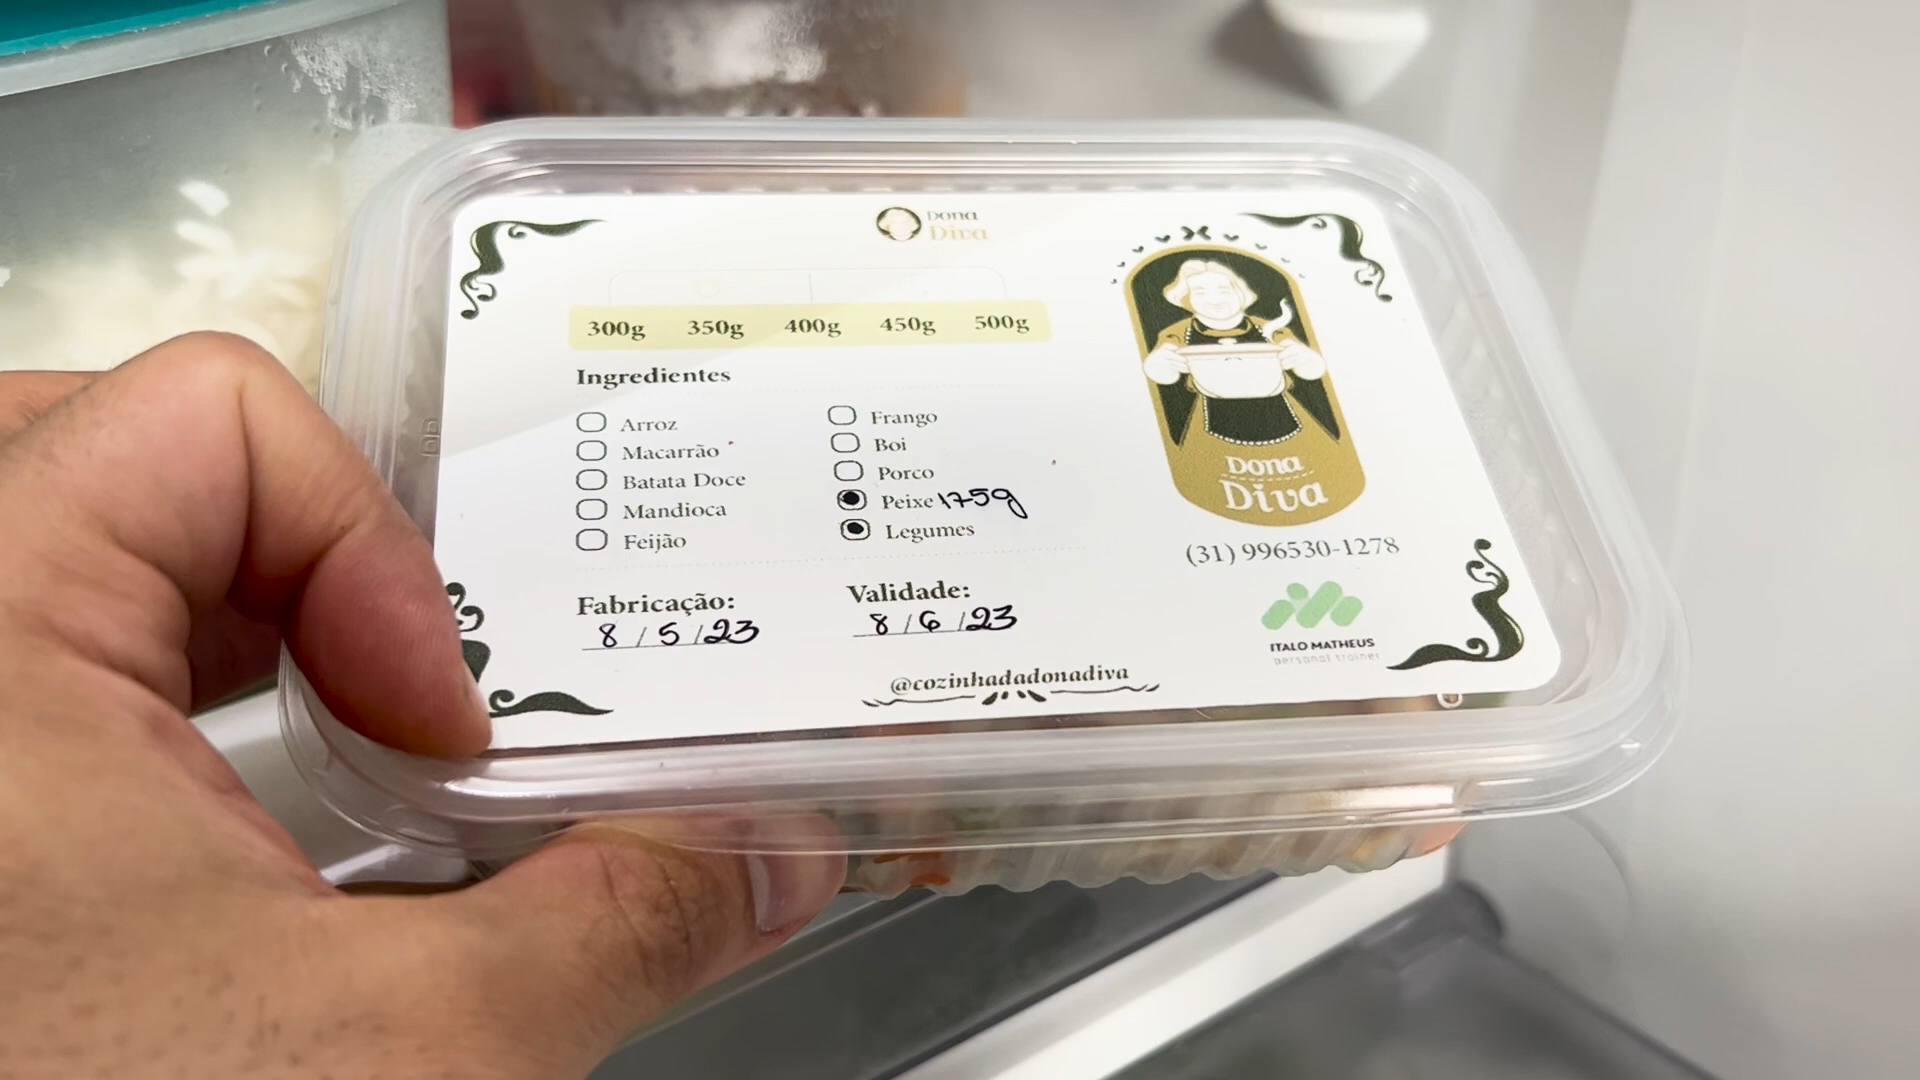 Dona
Diva
300g 350g 400g 450g 500g
Ingredientes
Arroz
Macarrão
Batata Doce
Mandioca
Feijão
Frango
Boi
Porco
Peixe 175g
Legumes
Fabricação:
8 / 5 / 23
Validade:
8 / 6 / 23
@cozinhadadonadiva
Dona
Diva
(31) 996530-1278
ITALO MATHEUS
personal trainer